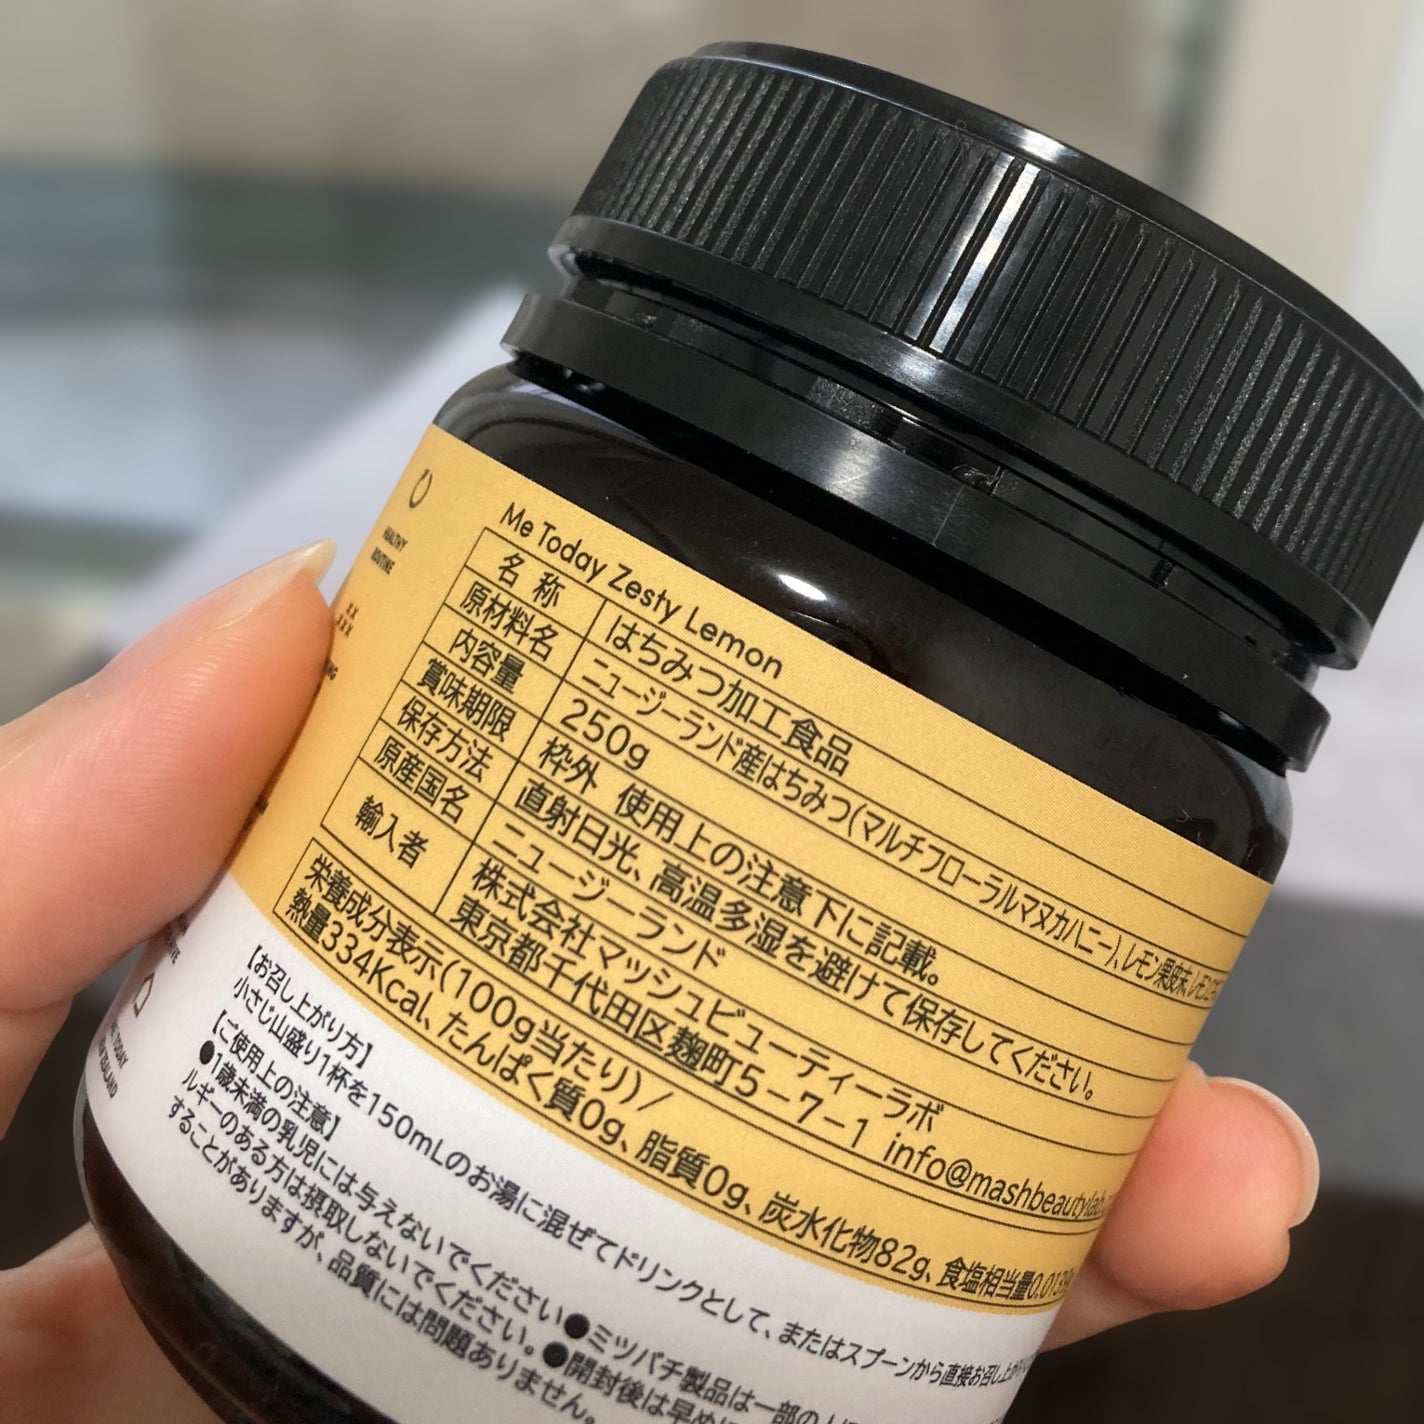 HEALTHY
ROUTINE
Me Today Zesty Lemon
名 称 はちみつ加工食品
原材料名 ニュージーランド産はちみつ(マルチフローラルマヌカハニー)、レモン果皮末、レモン
内容量 250g
賞味期限 枠外 使用上の注意下に記載。
保存方法 直射日光、高温多湿を避けて保存してください。
原産国名 ニュージーランド
輸入者 株式会社マッシュビューティーラボ
東京都千代田区麹町5-7-1 info@mashbeautylab.
栄養成分表示(100g当たり)/
熱量334Kcal、たんぱく質0g、脂質0g、炭水化物82g、食塩相当量0.013
【お召し上がり方】
小さじ山盛り1杯を150mLのお湯に混ぜてドリンクとして、またはスプーンから直接お召し上が
【ご使用上の注意】
●1歳未満の乳児には与えないでください●ミツバチ製品は一部の
ルギーのある方は摂取しないでください。●開封後は早め
することがありますが、品質には問題ありません。